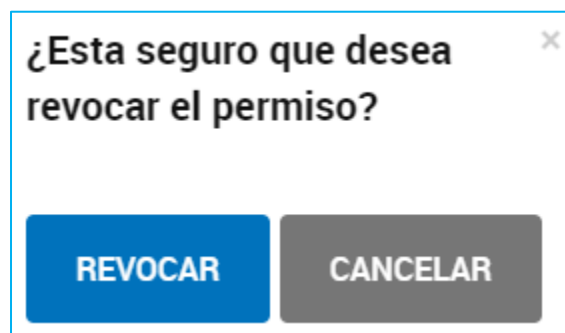 ¿Esta seguro que desea
revocar el permiso?
REVOCAR CANCELAR